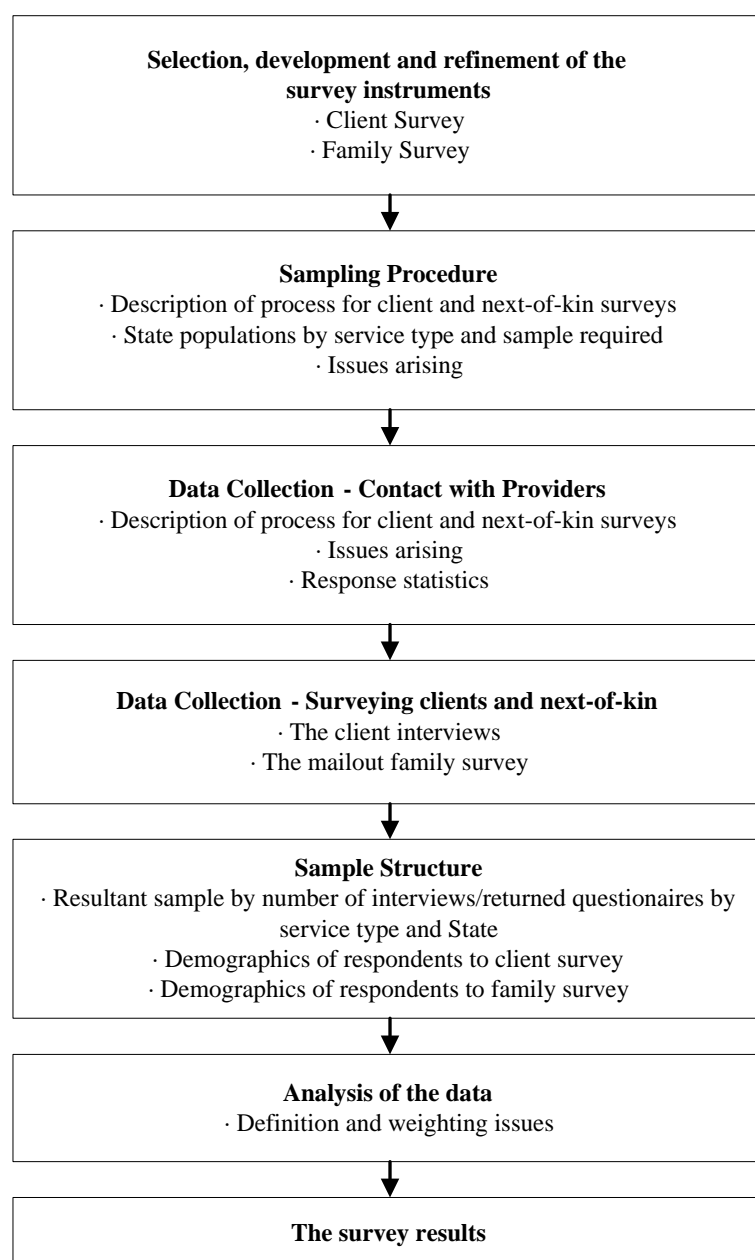 Selection, development and refinement of the
survey instruments
· Client Survey
· Family Survey
Sampling Procedure
· Description of process for client and next-of-kin surveys
· State populations by service type and sample required
· Issues arising
Data Collection - Contact with Providers
· Description of process for client and next-of-kin surveys
· Issues arising
· Response statistics
Data Collection - Surveying clients and next-of-kin
· The client interviews
· The mailout family survey
Sample Structure
· Resultant sample by number of interviews/returned questionaires by
service type and State
· Demographics of respondents to client survey
· Demographics of respondents to family survey
Analysis of the data
· Definition and weighting issues
The survey results